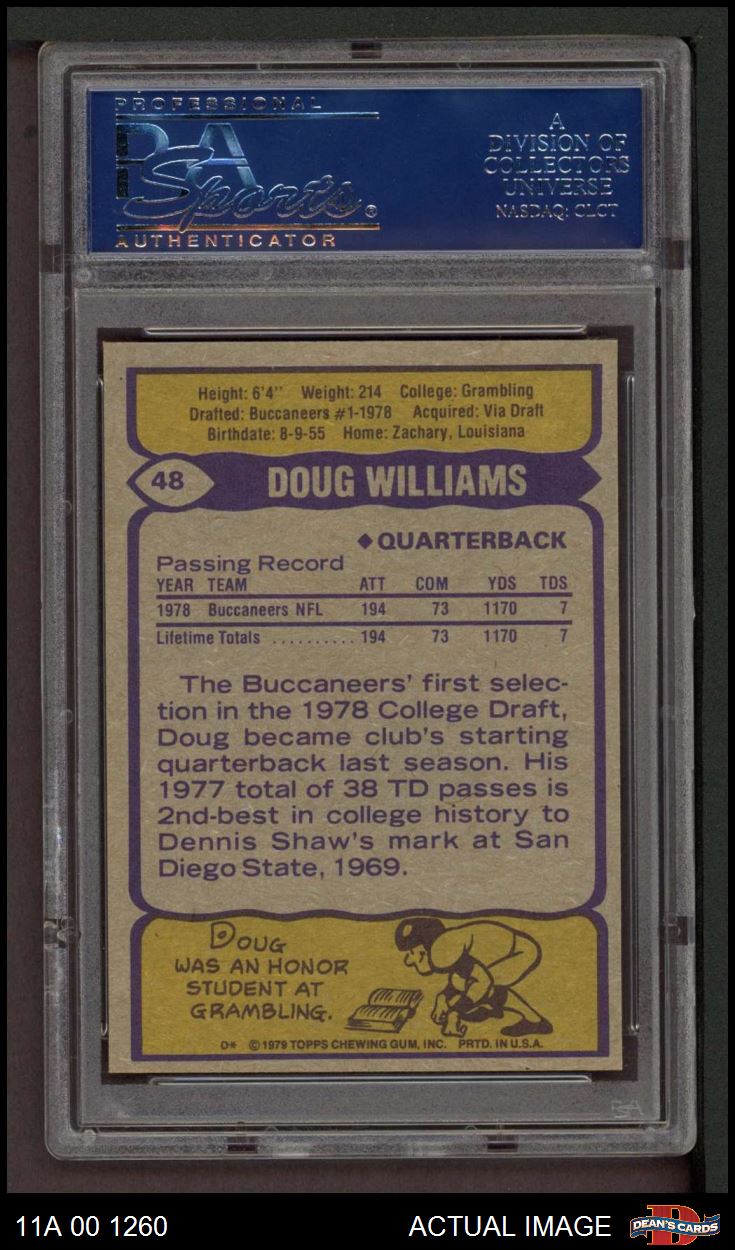 PROFESSIONAL
PSA
Sports®
AUTHENTICATOR
A
DIVISION OF
COLLECTORS
UNIVERSE
NASDAQ: CLCT
Height: 6'4'' Weight: 214 College: Grambling
Drafted: Buccaneers #1-1978 Acquired: Via Draft
Birthdate: 8-9-55 Home: Zachary, Louisiana
48 DOUG WILLIAMS
◆ QUARTERBACK
Passing Record
YEAR TEAM ATT COM YDS TDS
1978 Buccaneers NFL 194 73 1170 7
Lifetime Totals .......... 194 73 1170 7
The Buccaneers' first selec-
tion in the 1978 College Draft,
Doug became club's starting
quarterback last season. His
1977 total of 38 TD passes is
2nd-best in college history to
Dennis Shaw's mark at San
Diego State, 1969.
DOUG
WAS AN HONOR
STUDENT AT
GRAMBLING.
O* © 1979 TOPPS CHEWING GUM, INC. PRTD. IN U.S.A.
PSA
11A 00 1260
ACTUAL IMAGE
D
DEAN'S CARDS